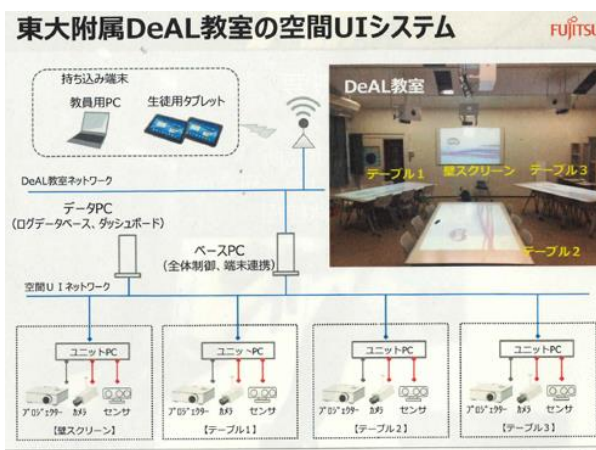 東大附属DeAL教室の空間UIシステム
FUJITSU
持ち込み端末
教員用PC
生徒用タブレット
DeAL教室
テーブル1
壁スクリーン
テーブル3
テーブル2
DeAL教室ネットワーク
データPC
(ログデータベース、ダッシュボード)
ベースPC
(全体制御、端末連携)
空間UIネットワーク
ユニットPC
プロジェクター
カメラ
センサ
【壁スクリーン】
ユニットPC
プロジェクター
カメラ
センサ
【テーブル1】
ユニットPC
プロジェクター
カメラ
センサ
【テーブル2】
ユニットPC
プロジェクター
カメラ
センサ
【テーブル3】